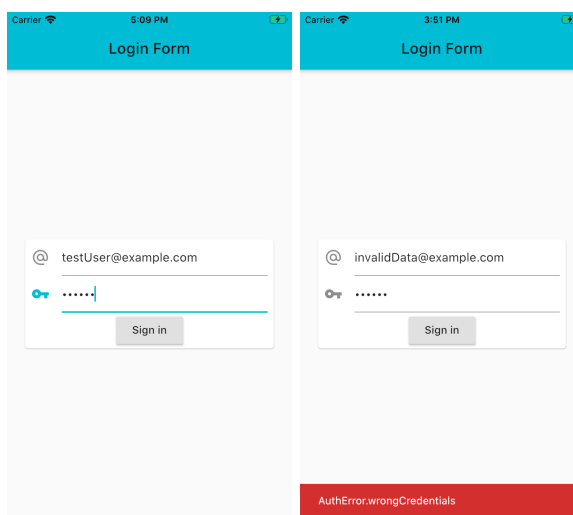 Carrier 5:09 PM
Login Form
testUser@example.com
••••••
Sign in
Carrier 3:51 PM
Login Form
invalidData@example.com
••••••
Sign in
AuthError.wrongCredentials